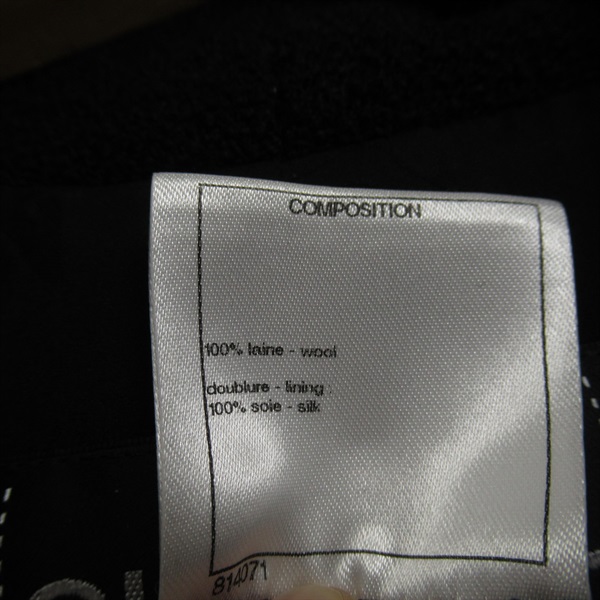 COMPOSITION
100% laine - wool
doublure - lining :
100% soie - silk
814071